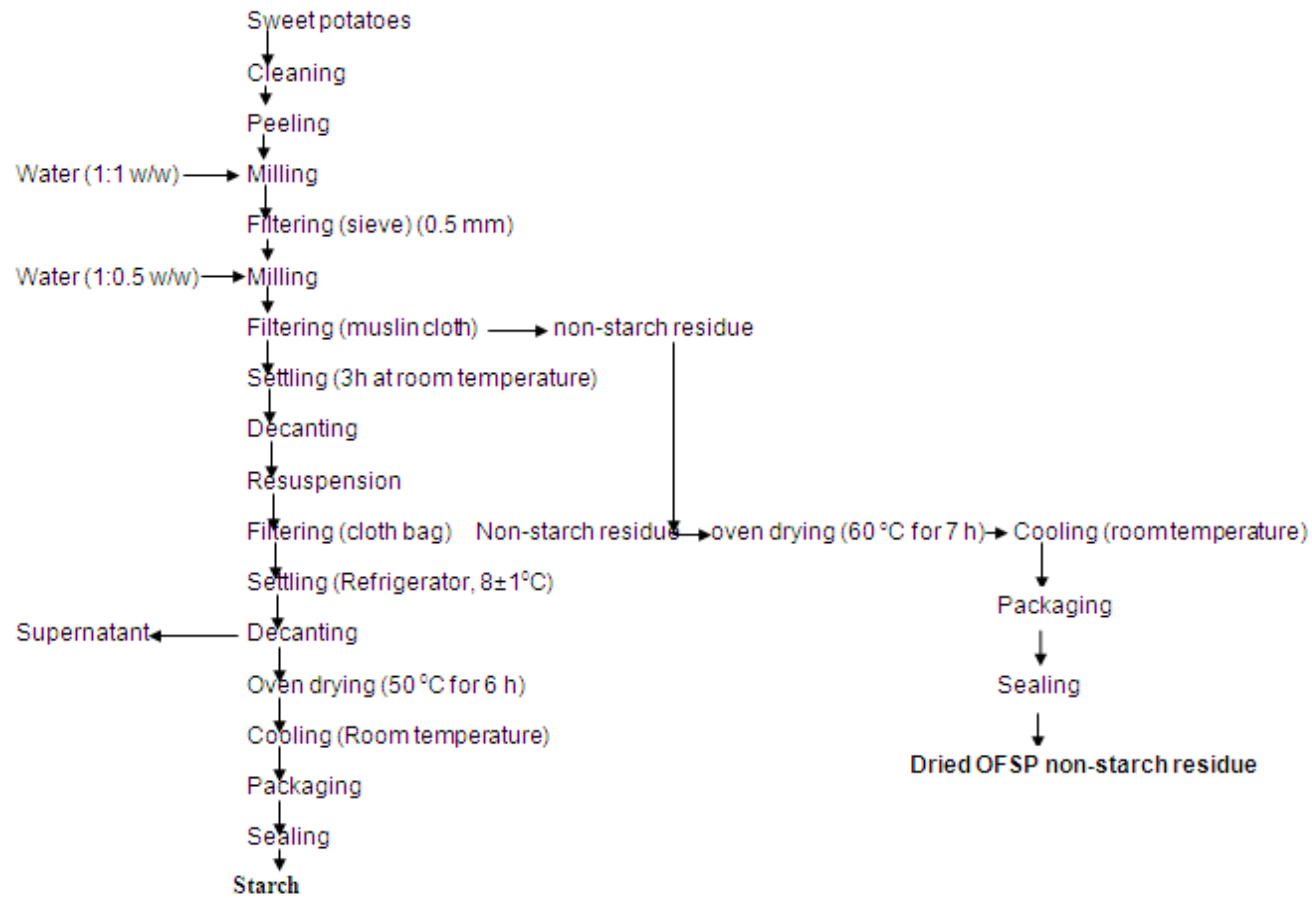 Sweet potatoes
Cleaning
Peeling
Water (1:1 w/w) Milling
Filtering (sieve) (0.5 mm)
Water (1:0.5 w/w) Milling
Filtering (muslin cloth) non-starch residue
Settling (3h at room temperature)
Decanting
Resuspension
Filtering (cloth bag) Non-starch residue oven drying (60 °C for 7 h) Cooling (room temperature)
Settling (Refrigerator, 8±1⁰C)
Packaging
Supernatant Decanting
Oven drying (50 °C for 6 h)
Sealing
Cooling (Room temperature)
Dried OFSP non-starch residue
Packaging
Sealing
Starch